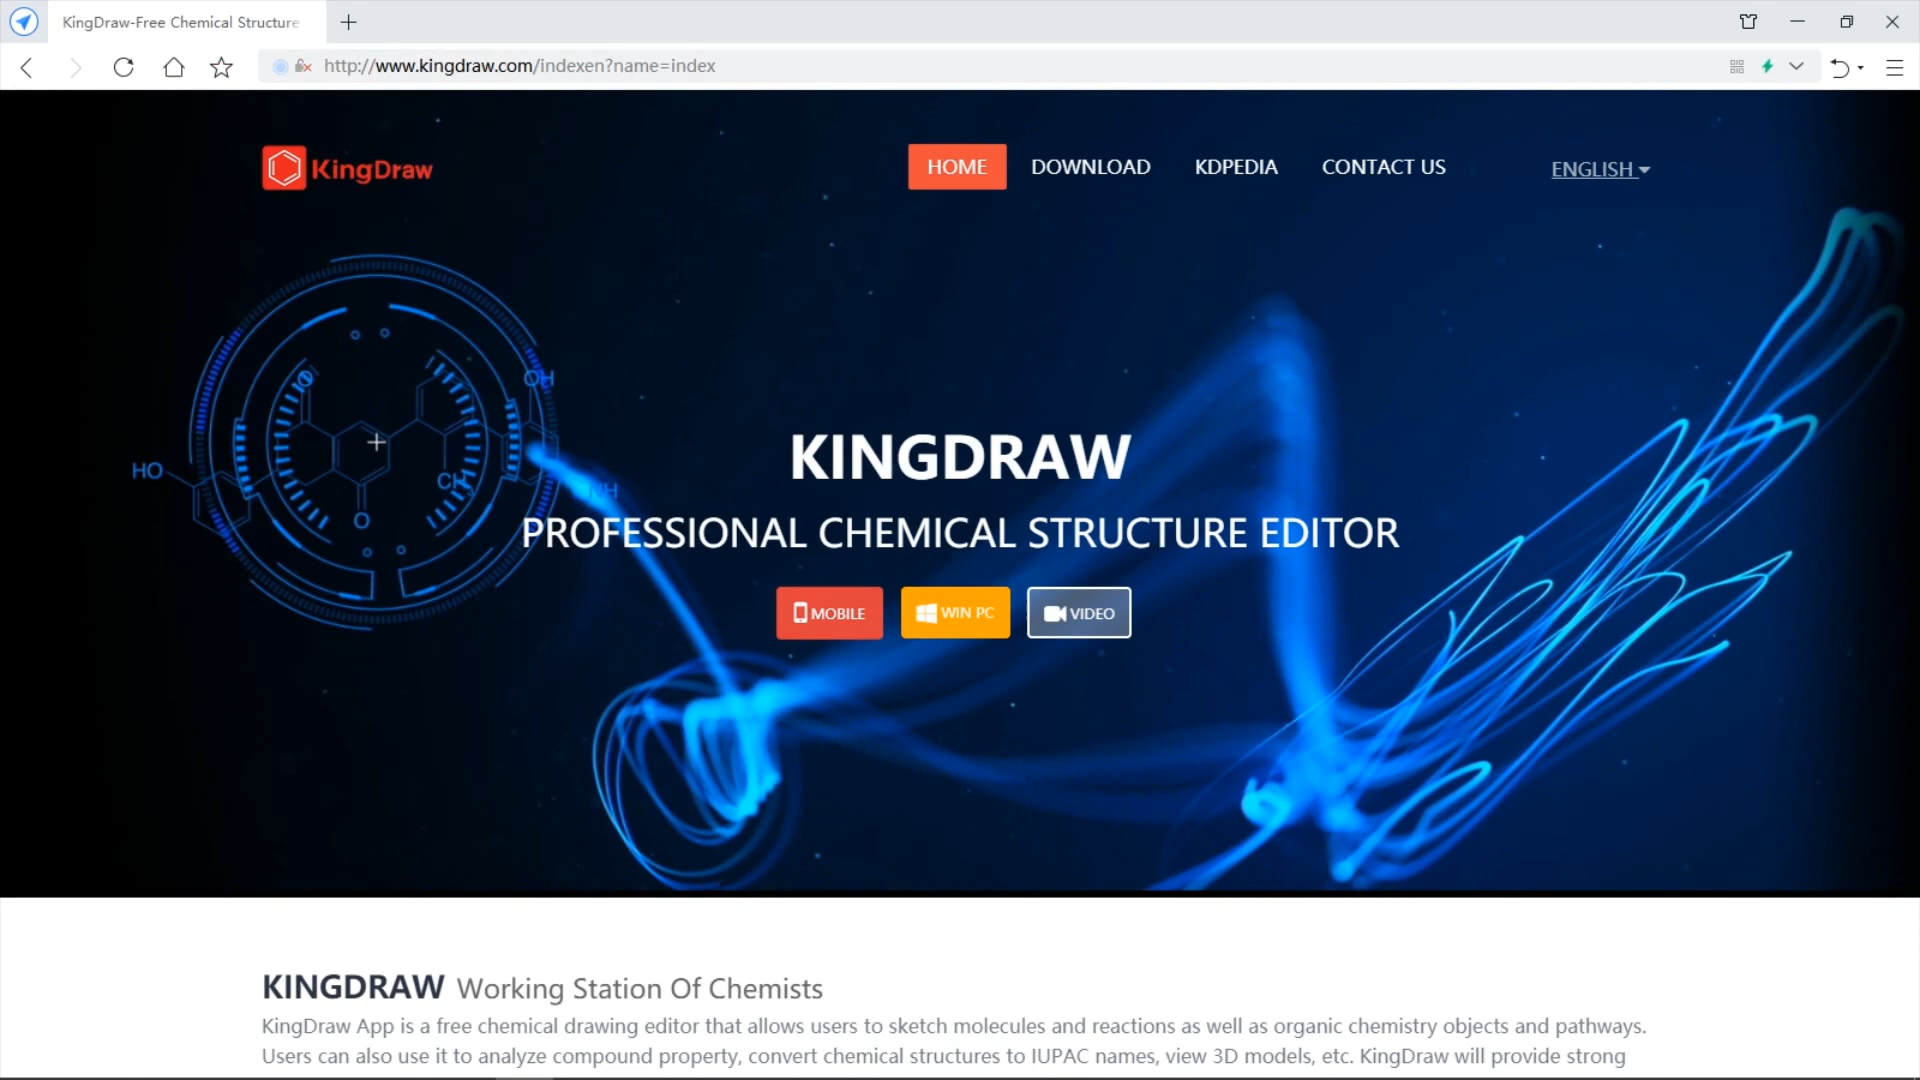 KingDraw-Free Chemical Structure
http://www.kingdraw.com/indexen?name=index
KingDraw
HOME DOWNLOAD KDPEDIA CONTACT US ENGLISH
O OH
HO CH NH
O
KINGDRAW
PROFESSIONAL CHEMICAL STRUCTURE EDITOR
MOBILE WIN PC VIDEO
KINGDRAW Working Station Of Chemists
KingDraw App is a free chemical drawing editor that allows users to sketch molecules and reactions as well as organic chemistry objects and pathways.
Users can also use it to analyze compound property, convert chemical structures to IUPAC names, view 3D models, etc. KingDraw will provide strong